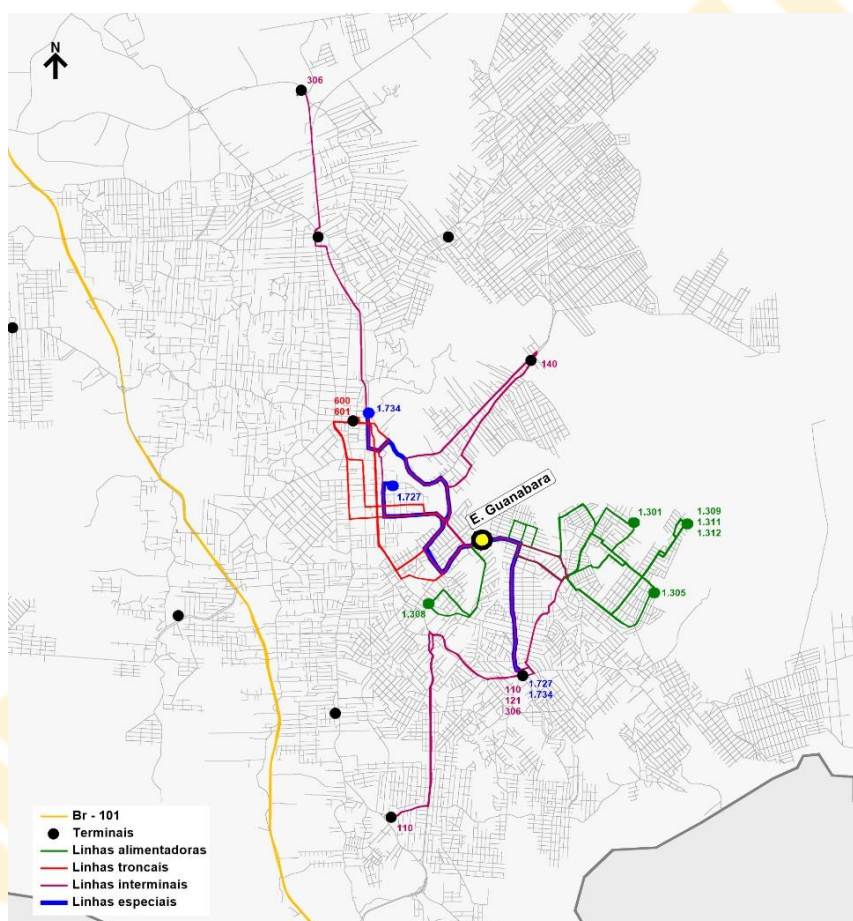 N
306
140
600
601
1.734
1.727
E. Guanabara
1.301
1.309
1.311
1.312
1.305
1.308
110
121
306
1.727
1.734
110
Br - 101
Terminais
Linhas alimentadoras
Linhas troncais
Linhas interminais
Linhas especiais